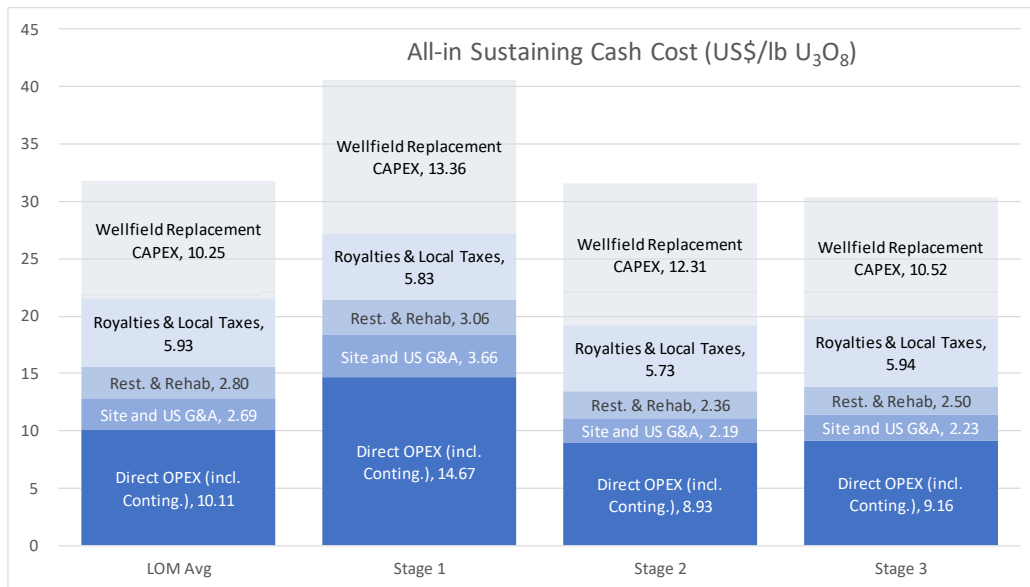 All-in Sustaining Cash Cost (US$/lb U₃O₈)
45
40
35
30
25
20
15
10
5
0
Wellfield Replacement
CAPEX, 10.25
Royalties & Local Taxes,
5.93
Rest. & Rehab, 2.80
Site and US G&A, 2.69
Direct OPEX (incl.
Conting.), 10.11
Wellfield Replacement
CAPEX, 13.36
Royalties & Local Taxes,
5.83
Rest. & Rehab, 3.06
Site and US G&A, 3.66
Direct OPEX (incl.
Conting.), 14.67
Wellfield Replacement
CAPEX, 12.31
Royalties & Local Taxes,
5.73
Rest. & Rehab, 2.36
Site and US G&A, 2.19
Direct OPEX (incl.
Conting.), 8.93
Wellfield Replacement
CAPEX, 10.52
Royalties & Local Taxes,
5.94
Rest. & Rehab, 2.50
Site and US G&A, 2.23
Direct OPEX (incl.
Conting.), 9.16
LOM Avg
Stage 1
Stage 2
Stage 3